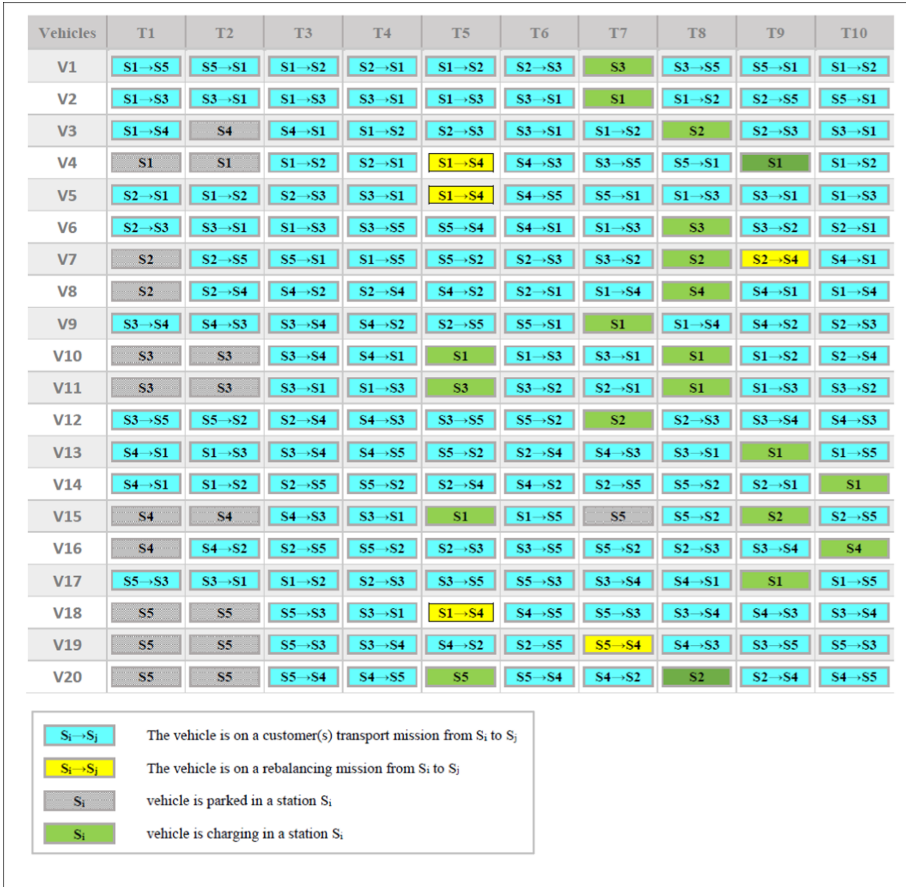 Vehicles T1 T2 T3 T4 T5 T6 T7 T8 T9 T10
V1 S1→S5 S5→S1 S1→S2 S2→S1 S1→S2 S2→S3 S3 S3→S5 S5→S1 S1→S2
V2 S1→S3 S3→S1 S1→S3 S3→S1 S1→S3 S3→S1 S1 S1→S2 S2→S5 S5→S1
V3 S1→S4 S4 S4→S1 S1→S2 S2→S3 S3→S1 S1→S2 S2 S2→S3 S3→S1
V4 S1 S1 S1→S2 S2→S1 S1→S4 S4→S3 S3→S5 S5→S1 S1 S1→S2
V5 S2→S1 S1→S2 S2→S3 S3→S1 S1→S4 S4→S5 S5→S1 S1→S3 S3→S1 S1→S3
V6 S2→S3 S3→S1 S1→S3 S3→S5 S5→S4 S4→S1 S1→S3 S3 S3→S2 S2→S1
V7 S2 S2→S5 S5→S1 S1→S5 S5→S2 S2→S3 S3→S2 S2 S2→S4 S4→S1
V8 S2 S2→S4 S4→S2 S2→S4 S4→S2 S2→S1 S1→S4 S4 S4→S1 S1→S4
V9 S3→S4 S4→S3 S3→S4 S4→S2 S2→S5 S5→S1 S1 S1→S4 S4→S2 S2→S3
V10 S3 S3 S3→S4 S4→S1 S1 S1→S3 S3→S1 S1 S1→S2 S2→S4
V11 S3 S3 S3→S1 S1→S3 S3 S3→S2 S2→S1 S1 S1→S3 S3→S2
V12 S3→S5 S5→S2 S2→S4 S4→S3 S3→S5 S5→S2 S2 S2→S3 S3→S4 S4→S3
V13 S4→S1 S1→S3 S3→S4 S4→S5 S5→S2 S2→S4 S4→S3 S3→S1 S1 S1→S5
V14 S4→S1 S1→S2 S2→S5 S5→S2 S2→S4 S4→S2 S2→S5 S5→S2 S2→S1 S1
V15 S4 S4 S4→S3 S3→S1 S1 S1→S5 S5 S5→S2 S2 S2→S5
V16 S4 S4→S2 S2→S5 S5→S2 S2→S3 S3→S5 S5→S2 S2→S3 S3→S4 S4
V17 S5→S3 S3→S1 S1→S2 S2→S3 S3→S5 S5→S3 S3→S4 S4→S1 S1 S1→S5
V18 S5 S5 S5→S3 S3→S1 S1→S4 S4→S5 S5→S3 S3→S4 S4→S3 S3→S4
V19 S5 S5 S5→S3 S3→S4 S4→S2 S2→S5 S5→S4 S4→S3 S3→S5 S5→S3
V20 S5 S5 S5→S4 S4→S5 S5 S5→S4 S4→S2 S2 S2→S4 S4→S5
Sᵢ→Sⱼ The vehicle is on a customer(s) transport mission from Sᵢ to Sⱼ
Sᵢ→Sⱼ The vehicle is on a rebalancing mission from Sᵢ to Sⱼ
Sᵢ vehicle is parked in a station Sᵢ
Sᵢ vehicle is charging in a station Sᵢ